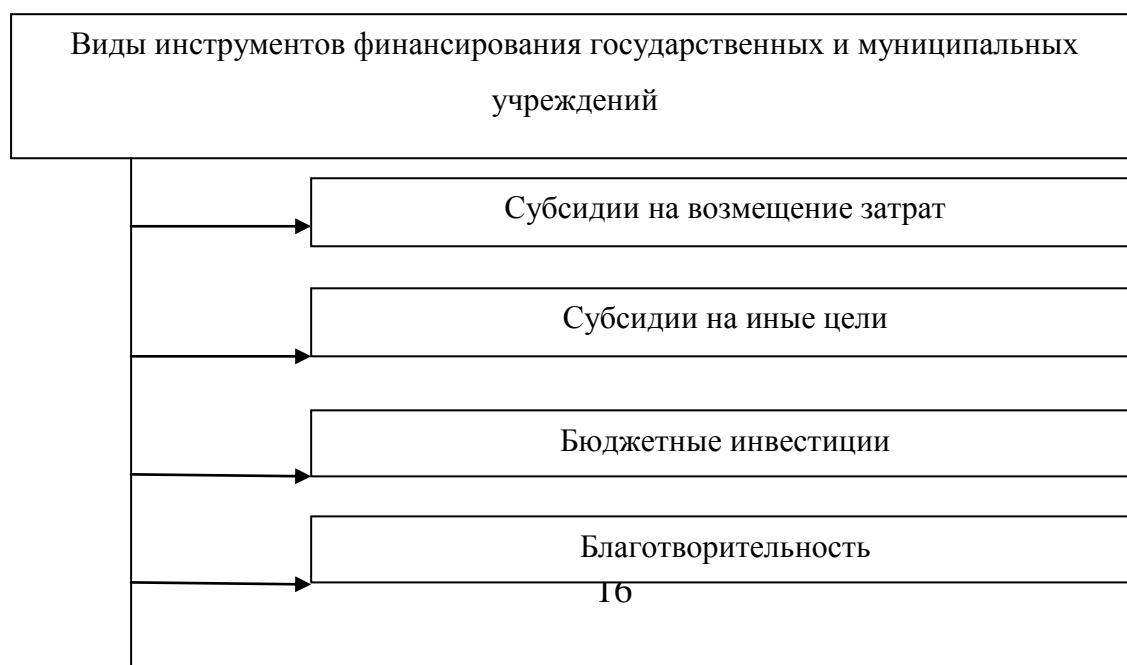 Виды инструментов финансирования государственных и муниципальных
учреждений
Субсидии на возмещение затрат
Субсидии на иные цели
Бюджетные инвестиции
Благотворительность
16